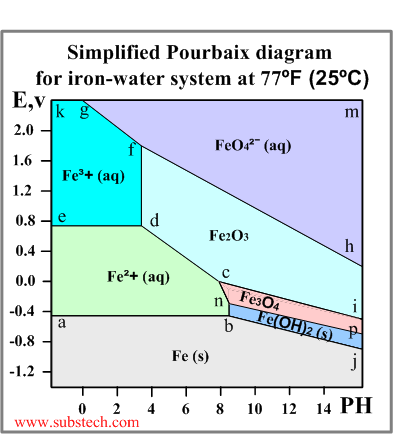 Simplified Pourbaix diagram
for iron-water system at 77ºF (25ºC)
E,v
k g m
2.0
f FeO₄²⁻ (aq)
1.6
Fe³+ (aq)
1.2
e d
0.8
Fe₂O₃ h
0.4
Fe²+ (aq) c
0.0
n Fe₃O₄ i
-0.4
a b Fe(OH)₂ (s) p
-0.8
Fe (s) j
-1.2
0 2 4 6 8 10 12 14 PH
www.substech.com